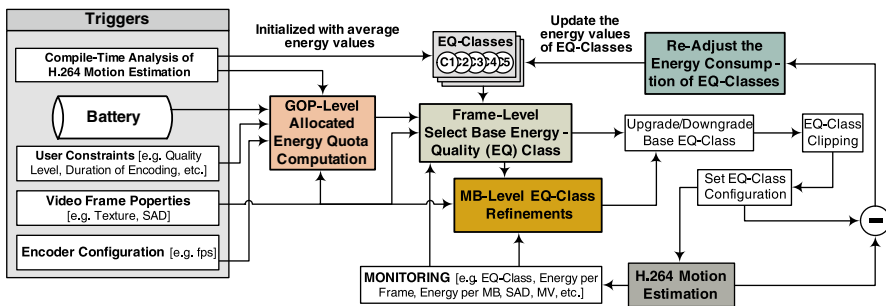 Triggers
Compile-Time Analysis of
H.264 Motion Estimation
Battery
User Constraints [e.g. Quality
Level, Duration of Encoding, etc.]
Video Frame Poperties
[e.g. Texture, SAD]
Encoder Configuration [e.g. fps]
Initialized with average
energy values
GOP-Level
Allocated
Energy Quota
Computation
EQ-Classes
C1 C2 C3 C4 C5
Update the
energy values
of EQ-Classes
Re-Adjust the
Energy Consump-
tion of EQ-Classes
Frame-Level
Select Base Energy -
Quality (EQ) Class
MB-Level EQ-Class
Refinements
Upgrade/Downgrade
Base EQ-Class
EQ-Class
Clipping
Set EQ-Class
Configuration
MONITORING [e.g. EQ-Class, Energy per
Frame, Energy per MB, SAD, MV, etc.]
H.264 Motion
Estimation